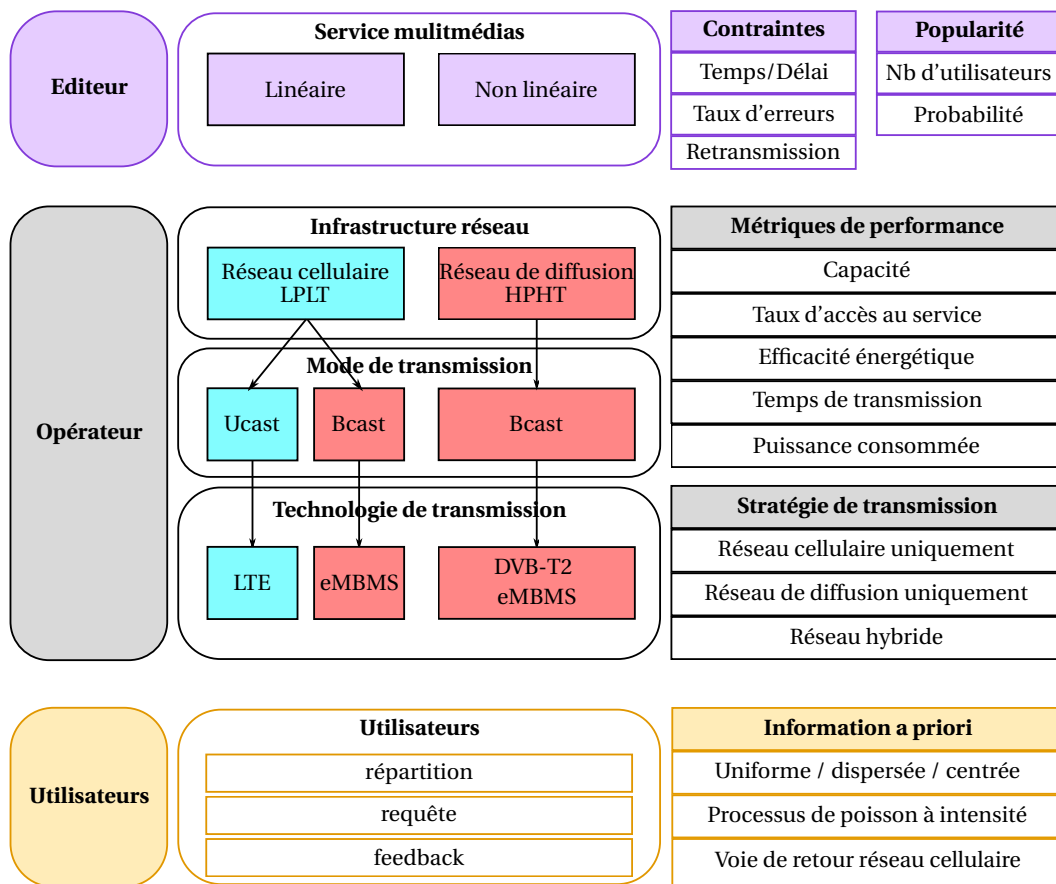 Editeur
Service mulitmédias
Linéaire
Non linéaire
Contraintes
Temps/Délai
Taux d'erreurs
Retransmission
Popularité
Nb d'utilisateurs
Probabilité
Opérateur
Infrastructure réseau
Réseau cellulaire
LPLT
Réseau de diffusion
HPHT
Mode de transmission
Ucast
Bcast
Bcast
Technologie de transmission
LTE
eMBMS
DVB-T2
eMBMS
Métriques de performance
Capacité
Taux d'accès au service
Efficacité énergétique
Temps de transmission
Puissance consommée
Stratégie de transmission
Réseau cellulaire uniquement
Réseau de diffusion uniquement
Réseau hybride
Utilisateurs
Utilisateurs
répartition
requête
feedback
Information a priori
Uniforme / dispersée / centrée
Processus de poisson à intensité
Voie de retour réseau cellulaire